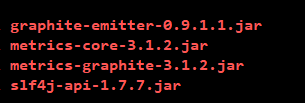 graphite-emitter-0.9.1.1.jar
metrics-core-3.1.2.jar
metrics-graphite-3.1.2.jar
slf4j-api-1.7.7.jar